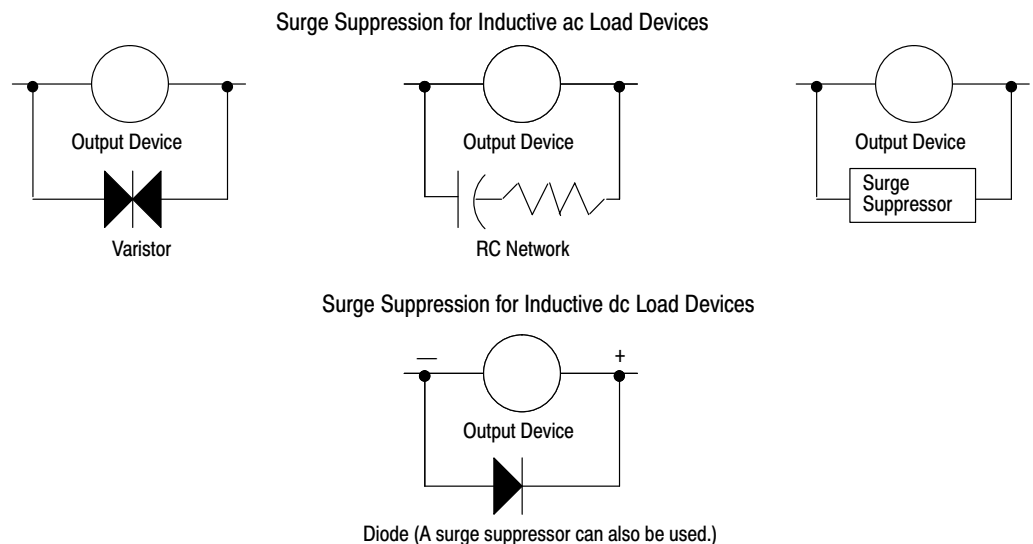 Surge Suppression for Inductive ac Load Devices
Output Device
Output Device
Output Device
Varistor
RC Network
Surge
Suppressor
Surge Suppression for Inductive dc Load Devices
— +
Output Device
Diode (A surge suppressor can also be used.)